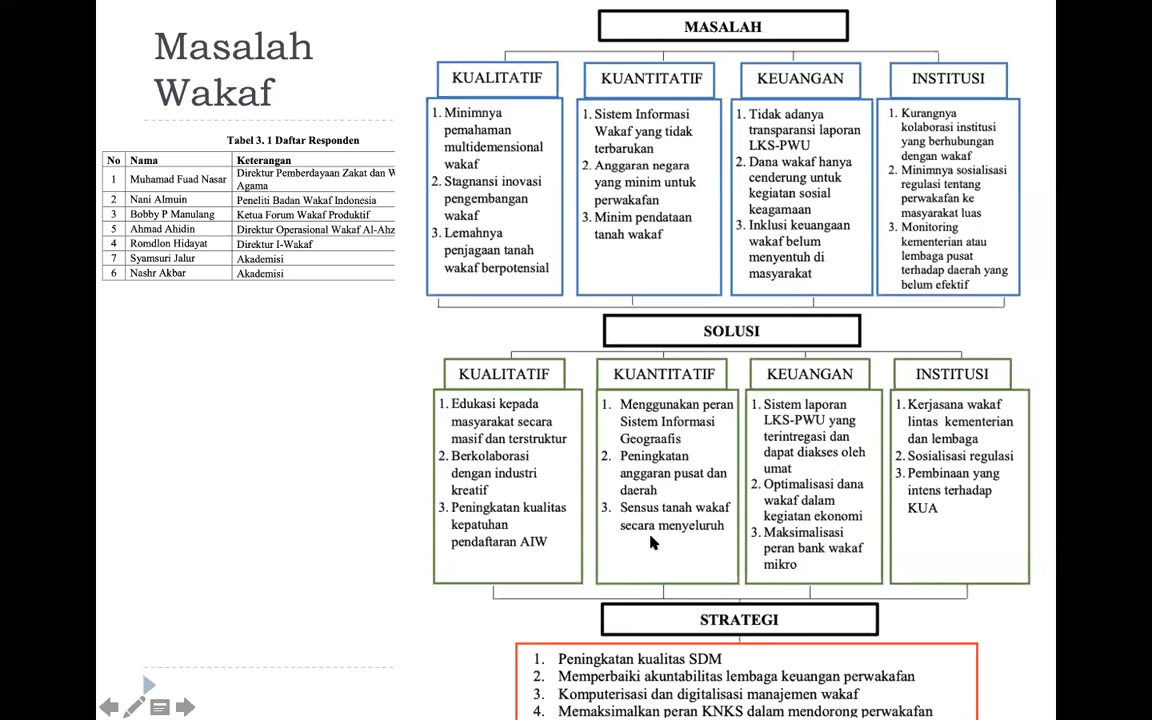 Masalah
Wakaf
Tabel 3. 1 Daftar Responden
No Nama Keterangan
1 Muhamad Fuad Nasar Direktur Pemberdayaan Zakat dan W
Agama
2 Nani Almuin Peneliti Badan Wakaf Indonesia
3 Bobby P Manulang Ketua Forum Wakaf Produktif
5 Ahmad Ahidin Direktur Operasional Wakaf Al-Ahz
4 Romdlon Hidayat Direktur I-Wakaf
7 Syamsuri Jalur Akademisi
6 Nashr Akbar Akademisi
MASALAH
KUALITATIF
1. Minimnya
pemahaman
multidemensional
wakaf
2. Stagnansi inovasi
pengembangan
wakaf
3. Lemahnya
penjagaan tanah
wakaf berpotensial
KUANTITATIF
1. Sistem Informasi
Wakaf yang tidak
terbarukan
2. Anggaran negara
yang minim untuk
perwakafan
3. Minim pendataan
tanah wakaf
KEUANGAN
1. Tidak adanya
transparansi laporan
LKS-PWU
2. Dana wakaf hanya
cenderung untuk
kegiatan sosial
keagamaan
3. Inklusi keuangan
wakaf belum
menyentuh di
masyarakat
INSTITUSI
1. Kurangnya
kolaborasi institusi
yang berhubungan
dengan wakaf
2. Minimnya sosialisasi
regulasi tentang
perwakafan ke
masyarakat luas
3. Monitoring
kementerian atau
lembaga pusat
terhadap daerah yang
belum efektif
SOLUSI
KUALITATIF
1. Edukasi kepada
masyarakat secara
masif dan terstruktur
2. Berkolaborasi
dengan industri
kreatif
3. Peningkatan kualitas
kepatuhan
pendaftaran AIW
KUANTITATIF
1. Menggunakan peran
Sistem Informasi
Geograafis
2. Peningkatan
anggaran pusat dan
daerah
3. Sensus tanah wakaf
secara menyeluruh
KEUANGAN
1. Sistem laporan
LKS-PWU yang
terintregasi dan
dapat diakses oleh
umat
2. Optimalisasi dana
wakaf dalam
kegiatan ekonomi
3. Maksimalisasi
peran bank wakaf
mikro
INSTITUSI
1. Kerjasana wakaf
lintas kementerian
dan lembaga
2. Sosialisasi regulasi
3. Pembinaan yang
intens terhadap
KUA
STRATEGI
1. Peningkatan kualitas SDM
2. Memperbaiki akuntabilitas lembaga keuangan perwakafan
3. Komputerisasi dan digitalisasi manajemen wakaf
4. Memaksimalkan peran KNKS dalam mendorong perwakafan